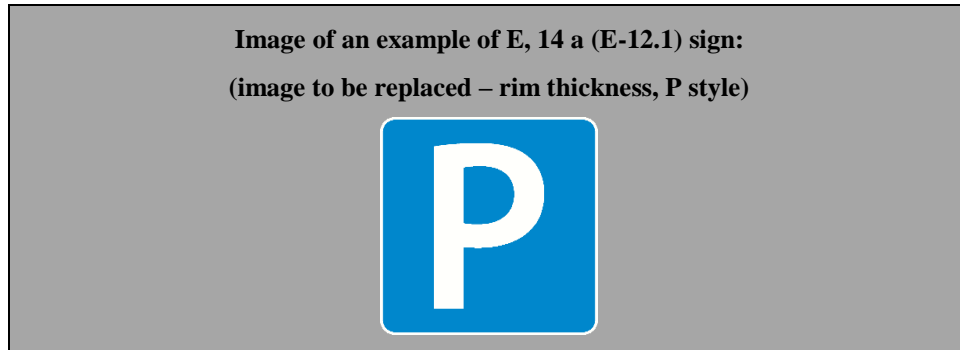 Image of an example of E, 14 a (E-12.1) sign:
(image to be replaced – rim thickness, P style)
P